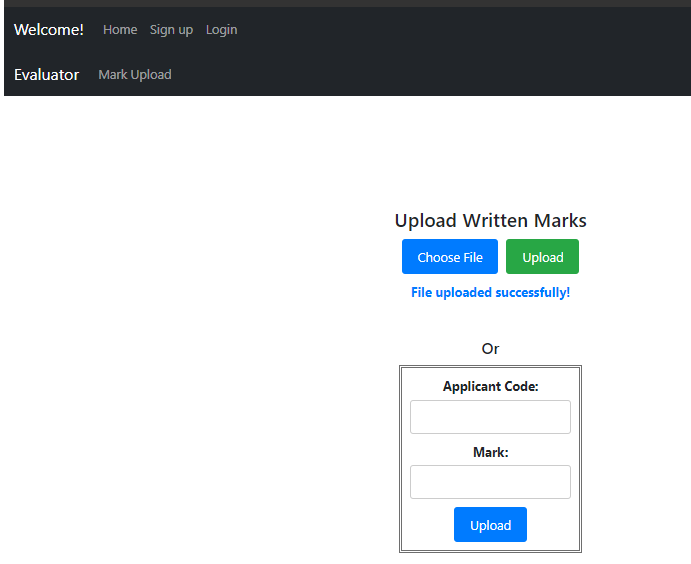 Welcome! Home Sign up Login
Evaluator Mark Upload
Upload Written Marks
Choose File Upload
File uploaded successfully!
Or
Applicant Code:
Mark:
Upload